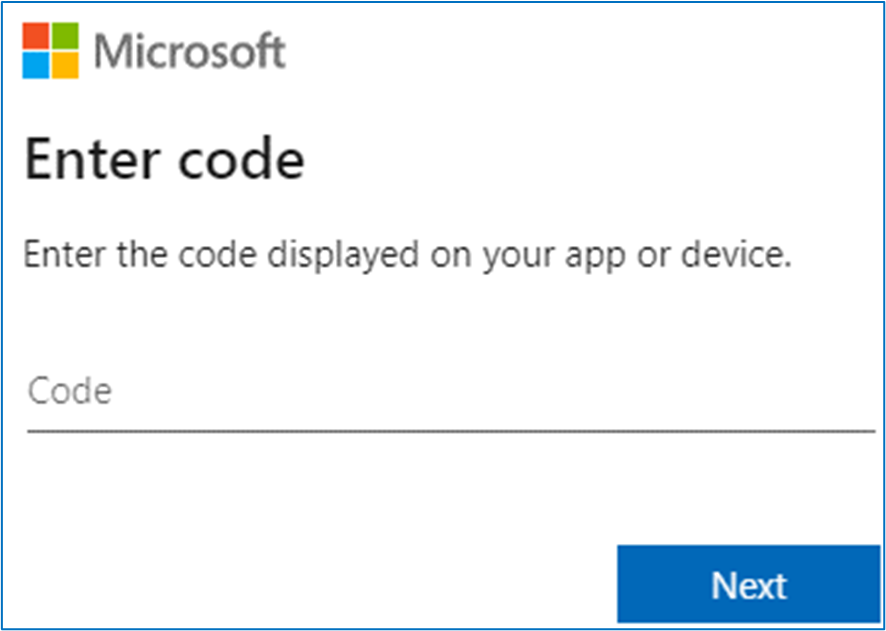 Microsoft
Enter code
Enter the code displayed on your app or device.
Code
Next